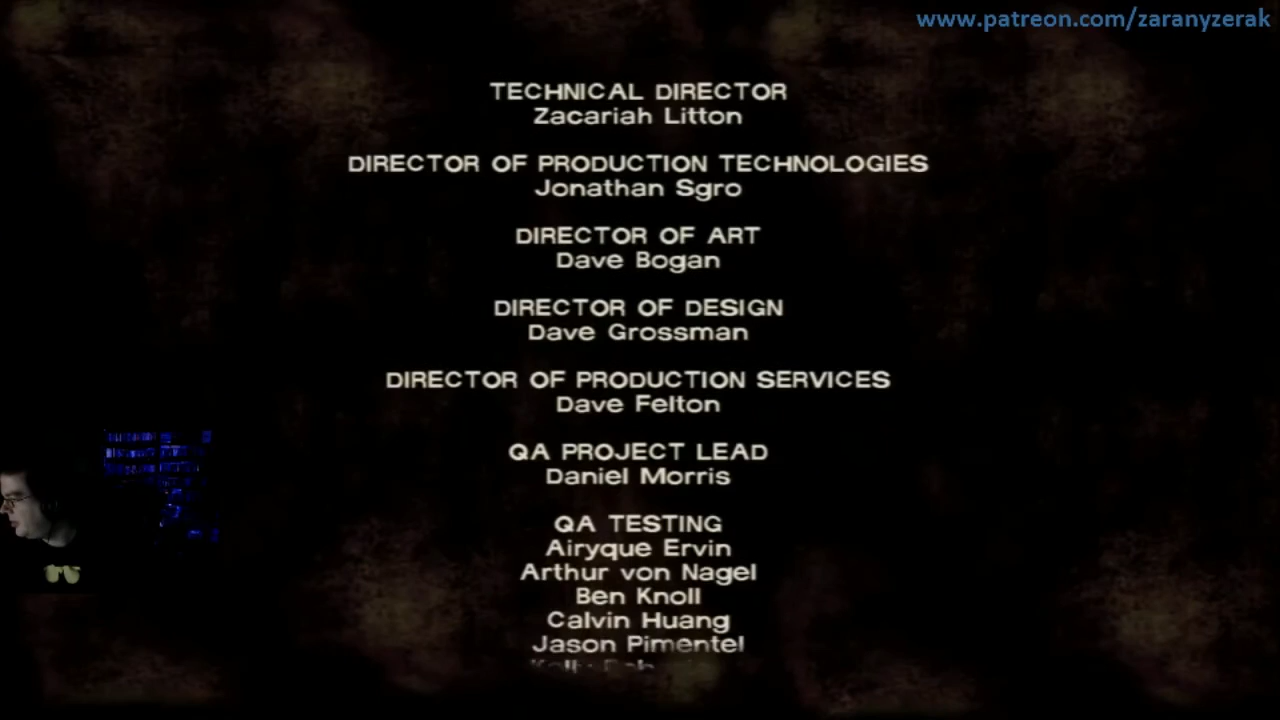 www.patreon.com/zaranyzerak
TECHNICAL DIRECTOR
Zacariah Litton
DIRECTOR OF PRODUCTION TECHNOLOGIES
Jonathan Sgro
DIRECTOR OF ART
Dave Bogan
DIRECTOR OF DESIGN
Dave Grossman
DIRECTOR OF PRODUCTION SERVICES
Dave Felton
QA PROJECT LEAD
Daniel Morris
QA TESTING
Airyque Ervin
Arthur von Nagel
Ben Knoll
Calvin Huang
Jason Pimentel